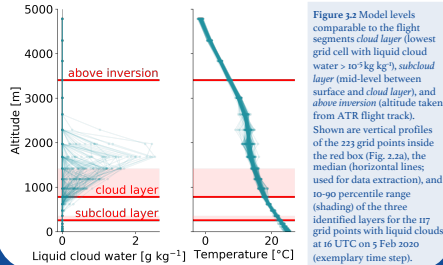 5000
4000
3000
2000
1000
0
Altitude [m]
above inversion
cloud layer
subcloud layer
0
2
0
20
Liquid cloud water [g kg⁻¹]
Temperature [°C]
Figure 3.2 Model levels
comparable to the flight
segments cloud layer (lowest
grid cell with liquid cloud
water > 10⁻⁵ kg kg⁻¹), subcloud
layer (mid-level between
surface and cloud layer), and
above inversion (altitude taken
from ATR flight track).
Shown are vertical profiles
of the 223 grid points inside
the red box (Fig. 2.2a), the
median (horizontal lines;
used for data extraction), and
10-90 percentile range
(shading) of the three
identified layers for the 117
grid points with liquid clouds
at 16 UTC on 5 Feb 2020
(exemplary time step).